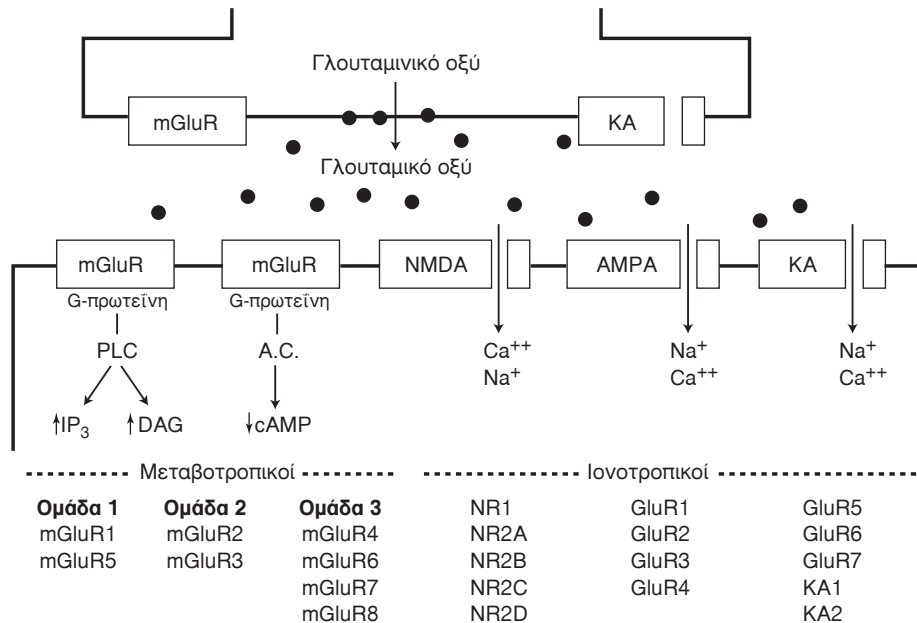 Γλουταμινικό οξύ
mGluR
KA
Γλουταμικό οξύ
mGluR mGluR NMDA AMPA KA
G-πρωτεΐνη G-πρωτεΐνη
PLC A.C. Ca++ Na+ Na+
Na+ Ca++ Ca++
↑IP3 ↑DAG ↓cAMP
Μεταβοτροπικοί Ιονοτροπικοί
Ομάδα 1 Ομάδα 2 Ομάδα 3 NR1 GluR1 GluR5
mGluR1 mGluR2 mGluR4 NR2A GluR2 GluR6
mGluR5 mGluR3 mGluR6 NR2B GluR3 GluR7
mGluR7 NR2C GluR4 KA1
mGluR8 NR2D KA2